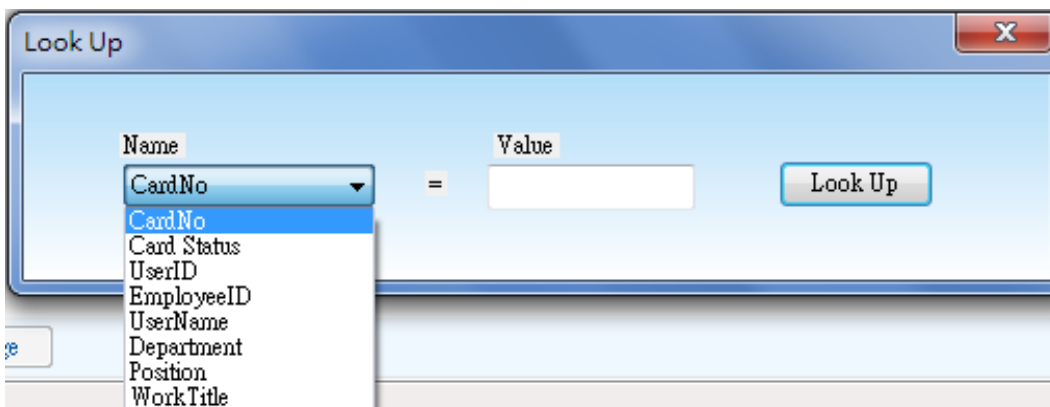 Look Up
Name
Value
CardNo
=
Look Up
CardNo
Card Status
UserID
EmployeeID
UserName
Department
Position
WorkTitle